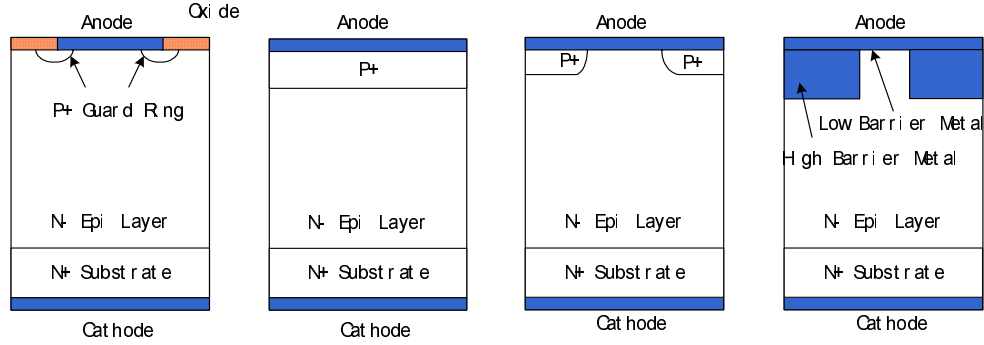 Oxide
Anode
P+ Guard Ring
N- Epi Layer
N+ Substrate
Cathode
Anode
P+
N- Epi Layer
N+ Substrate
Cathode
Anode
P+
P+
N- Epi Layer
N+ Substrate
Cathode
Anode
Low Barrier Metal
High Barrier Metal
N- Epi Layer
N+ Substrate
Cathode